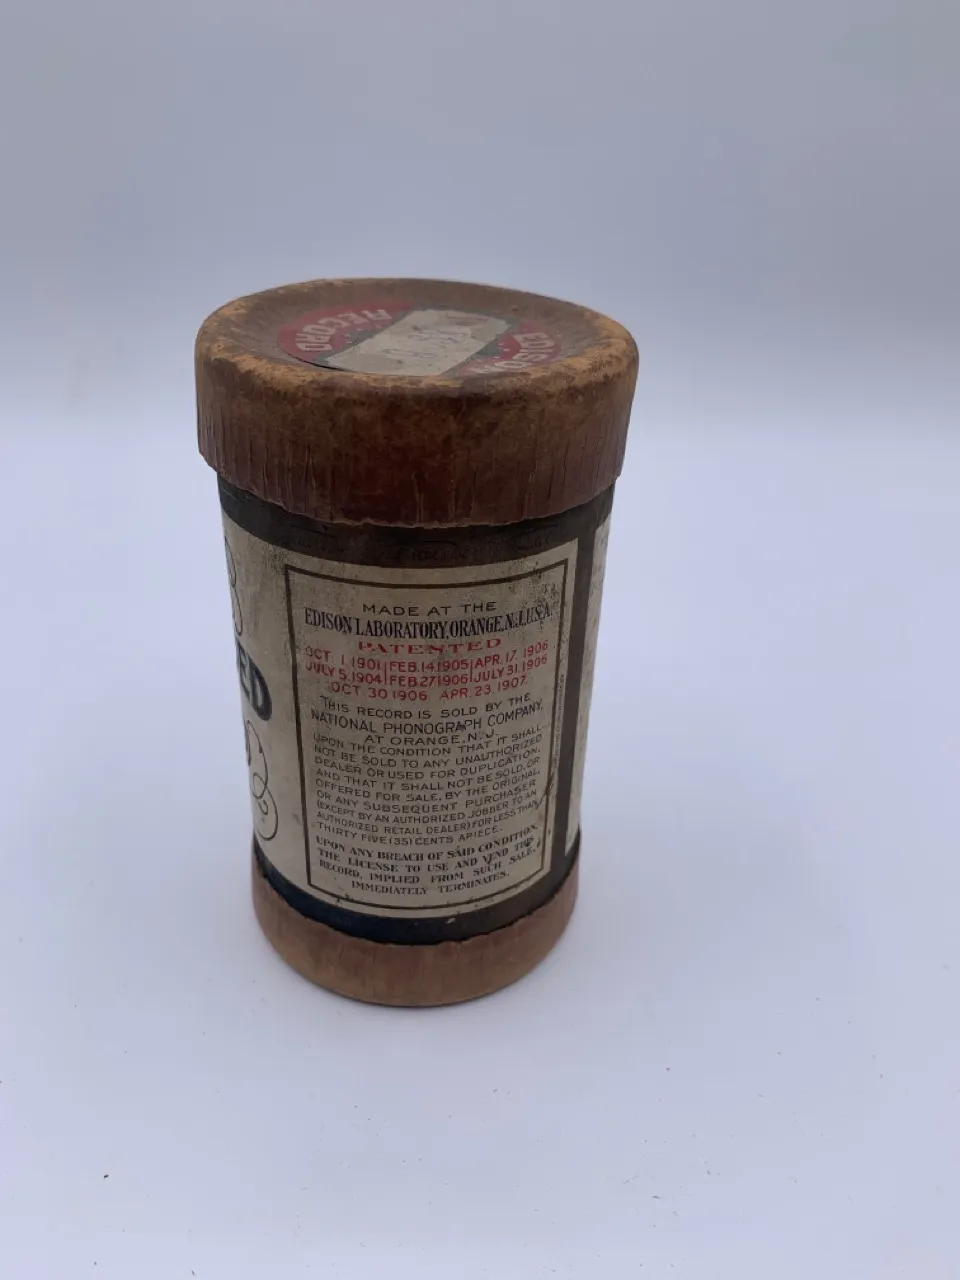 RECORD
EDISON
ED
MADE AT THE
EDISON LABORATORY, ORANGE, N.J. U.S.A.
PATENTED
OCT. 1 1901 | FEB. 14 1905 | APR. 17. 1906
JULY 5. 1904 | FEB 27 1906 | JULY 31. 1906
OCT 30 1906. APR. 23. 1907.
THIS RECORD IS SOLD BY THE
NATIONAL PHONOGRAPH COMPANY,
AT ORANGE, N.J.
UPON THE CONDITION THAT IT SHALL
NOT BE SOLD TO ANY UNAUTHORIZED
DEALER OR USED FOR DUPLICATION,
AND THAT IT SHALL NOT BE SOLD, OR
OFFERED FOR SALE, BY THE ORIGINAL,
OR ANY SUBSEQUENT PURCHASER
(EXCEPT BY AN AUTHORIZED JOBBER TO AN
AUTHORIZED RETAIL DEALER) FOR LESS THAN
THIRTY FIVE (35) CENTS APIECE.
UPON ANY BREACH OF SAID CONDITION,
THE LICENSE TO USE AND VEND THIS
RECORD, IMPLIED FROM SUCH SALE,
IMMEDIATELY TERMINATES.